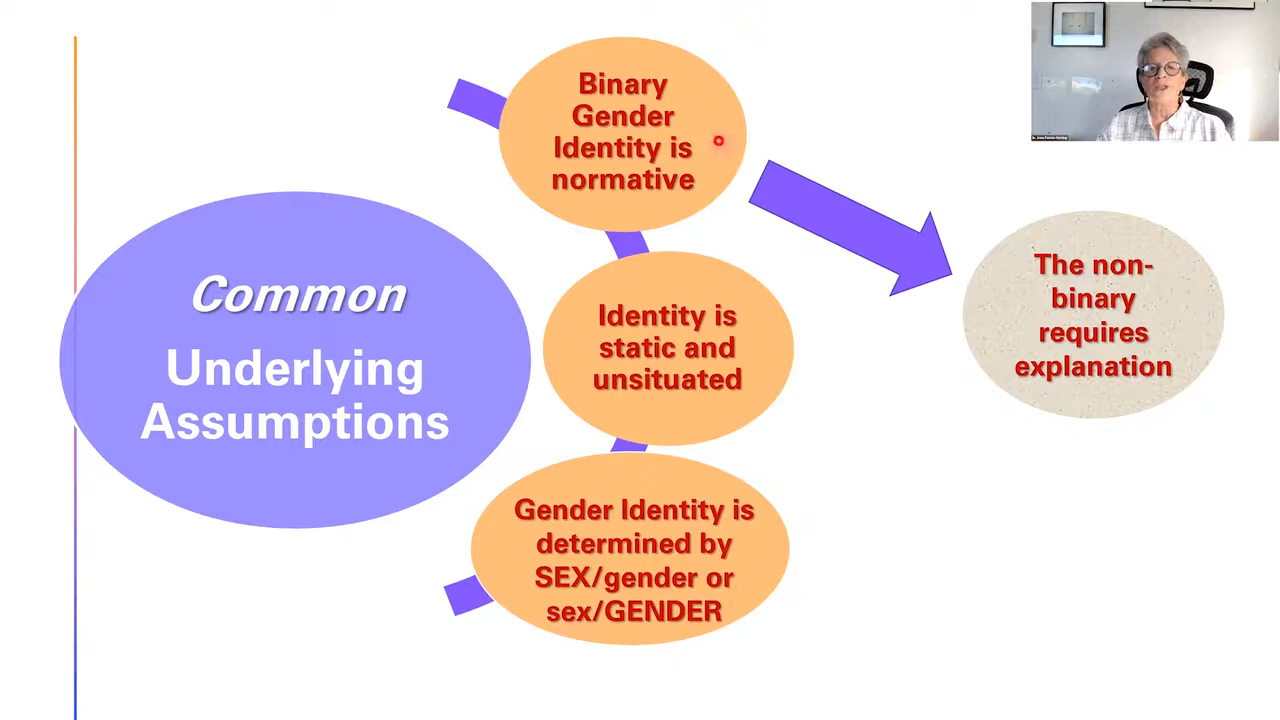 Common
Underlying
Assumptions
Binary
Gender
Identity is
normative
Identity is
static and
unsituated
Gender Identity is
determined by
SEX/gender or
sex/GENDER
The non-
binary
requires
explanation